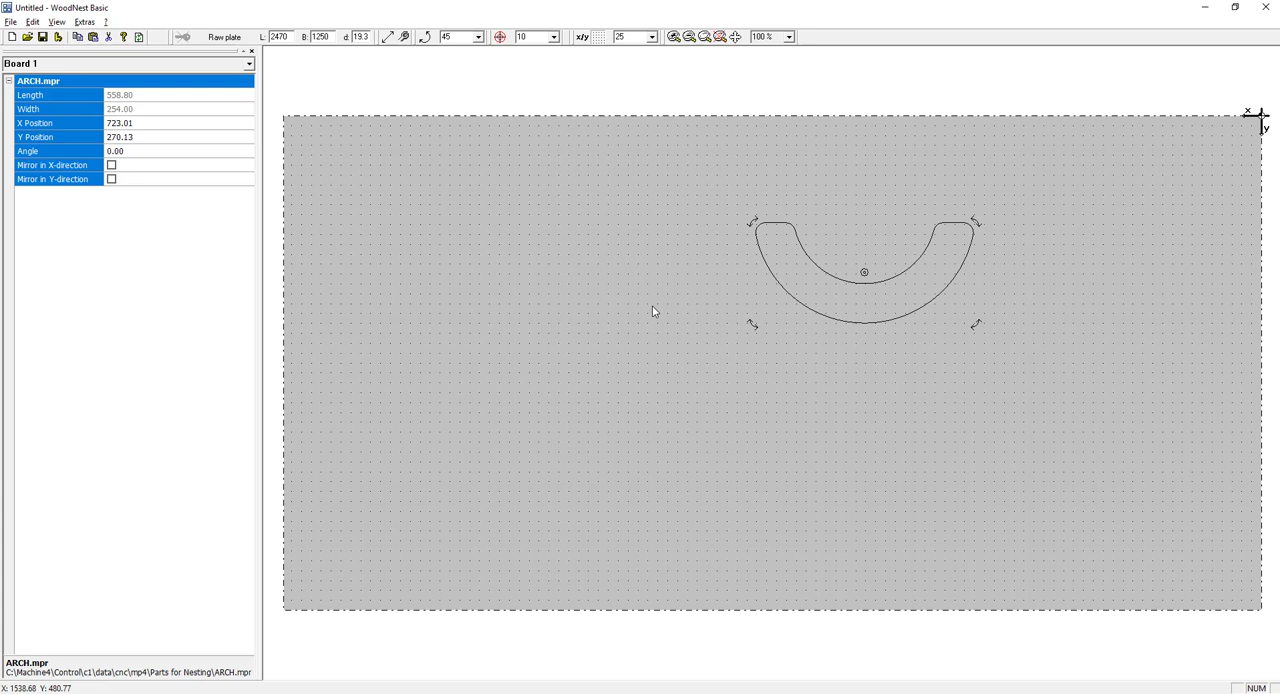 Untitled - WoodNest Basic
File Edit View Extras ?
Raw plate L: 2470 B: 1250 d: 19.3 45 10 x/y 25 100 %
Board 1
ARCH.mpr
Length 558.80
Width 254.00
X Position 723.01
Y Position 270.13
Angle 0.00
Mirror in X-direction
Mirror in Y-direction
x
y
ARCH.mpr
C:\Machine4\Control\c1\data\cnc\mp4\Parts for Nesting\ARCH.mpr
X: 1538.68 Y: 480.77 NUM